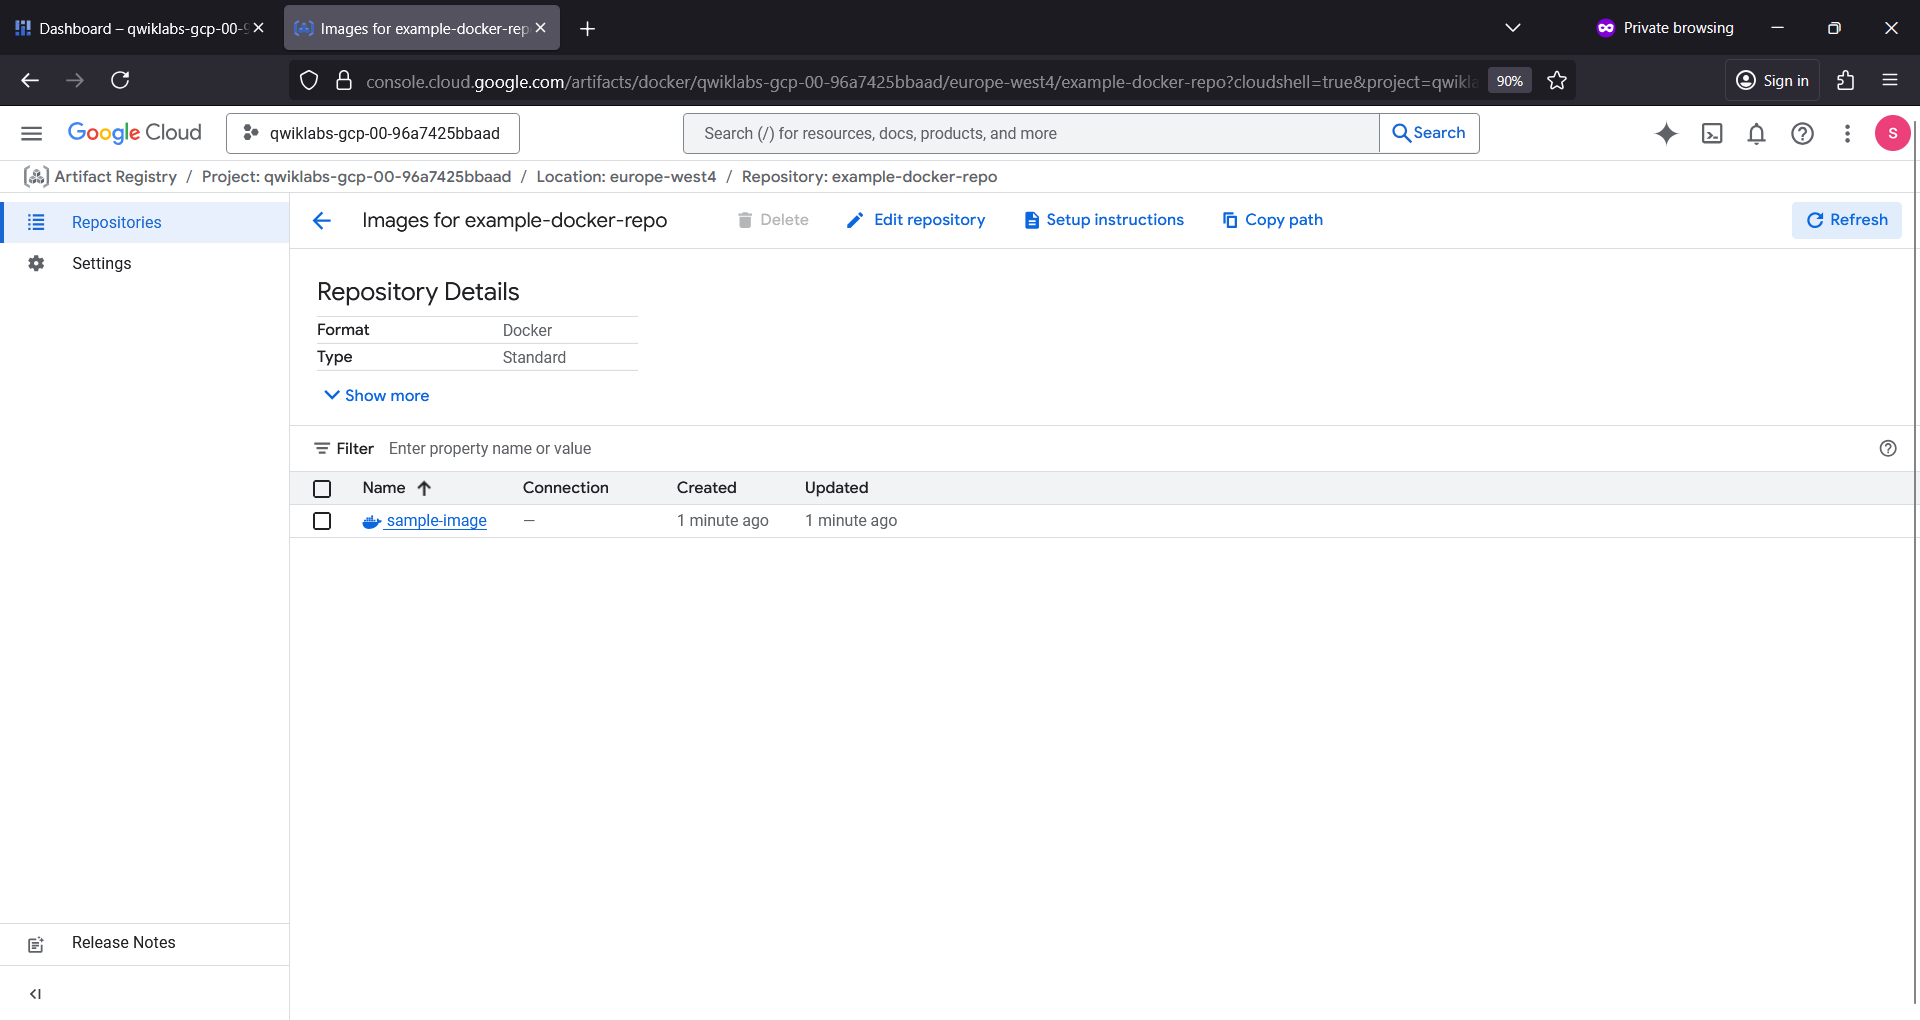 Dashboard – qwiklabs-gcp-00-9
Images for example-docker-rep
Private browsing
console.cloud.google.com/artifacts/docker/qwiklabs-gcp-00-96a7425bbaad/europe-west4/example-docker-repo?cloudshell=true&project=qwikla
90%
Sign in
Google Cloud
qwiklabs-gcp-00-96a7425bbaad
Search (/) for resources, docs, products, and more
Search
S
Artifact Registry / Project: qwiklabs-gcp-00-96a7425bbaad / Location: europe-west4 / Repository: example-docker-repo
Repositories
Settings
Images for example-docker-repo
Delete
Edit repository
Setup instructions
Copy path
Refresh
Repository Details
Format Docker
Type Standard
Show more
Filter Enter property name or value
Name Connection Created Updated
sample-image — 1 minute ago 1 minute ago
Release Notes